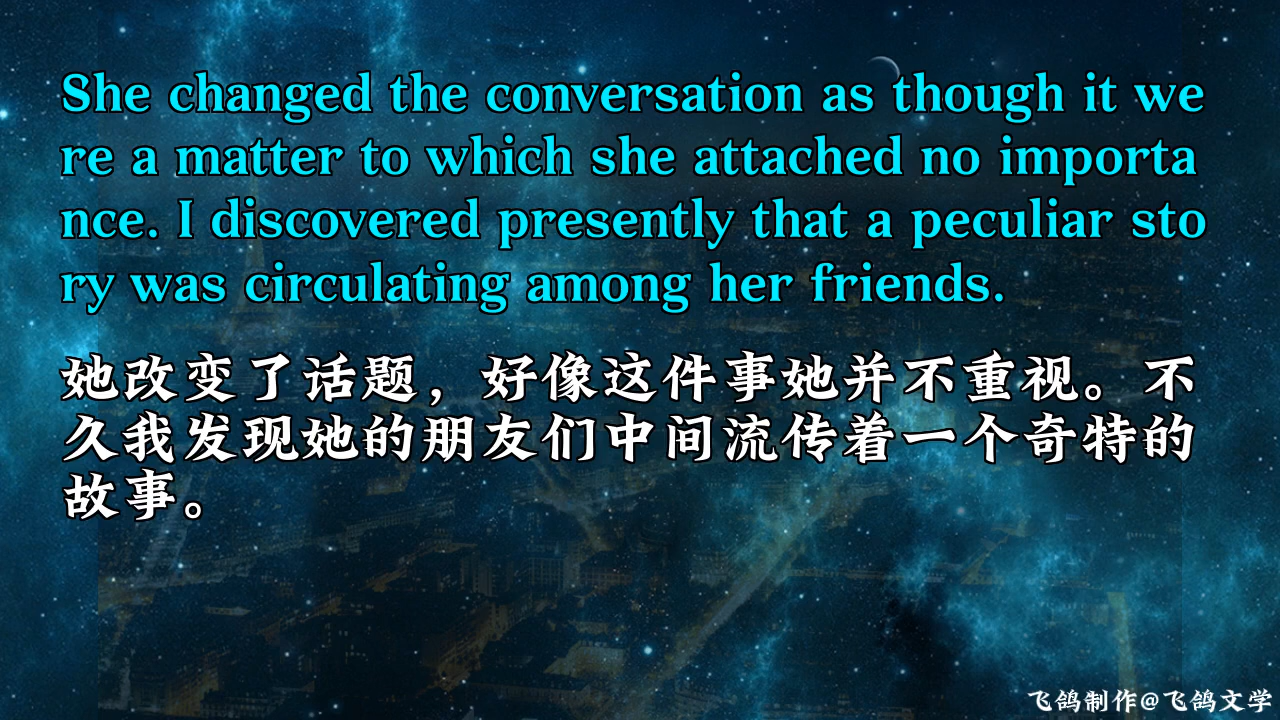 She changed the conversation as though it we
re a matter to which she attached no importa
nce. I discovered presently that a peculiar sto
ry was circulating among her friends.
她改变了话题，好像这件事她并不重视。不
久我发现她的朋友们中间流传着一个奇特的
故事。
飞鸽制作@飞鸽文学